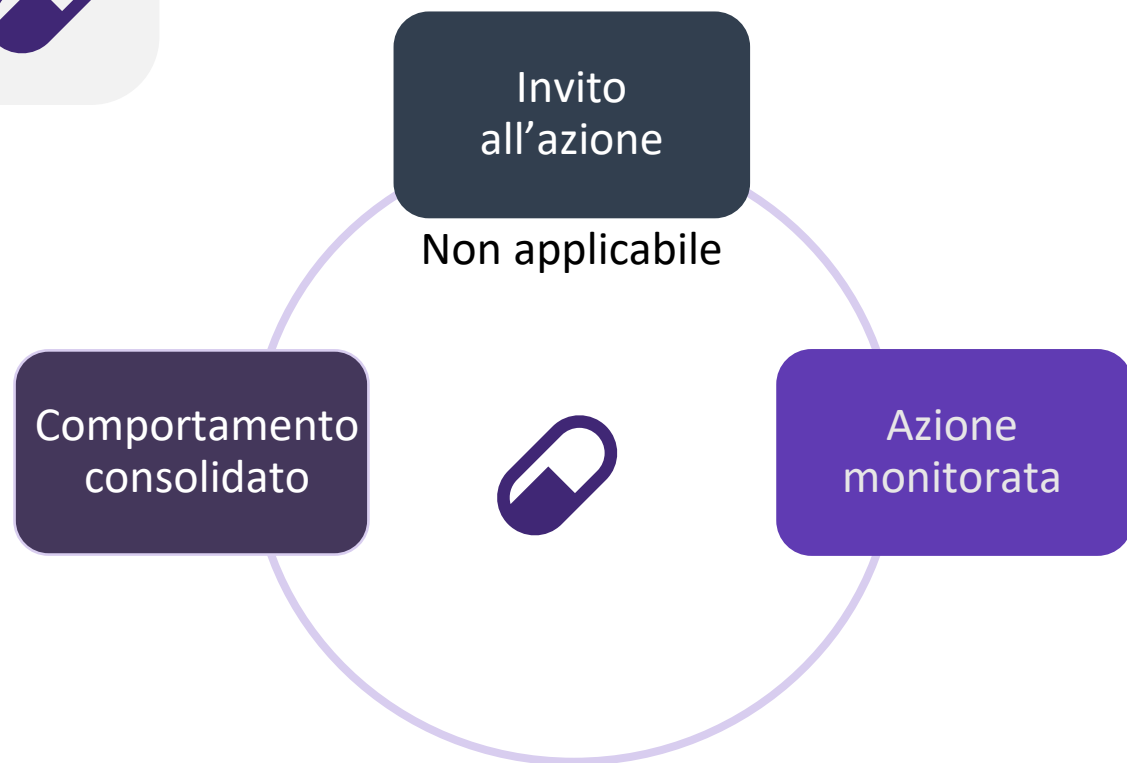 Invito
all’azione
Non applicabile
Comportamento
consolidato
Azione
monitorata